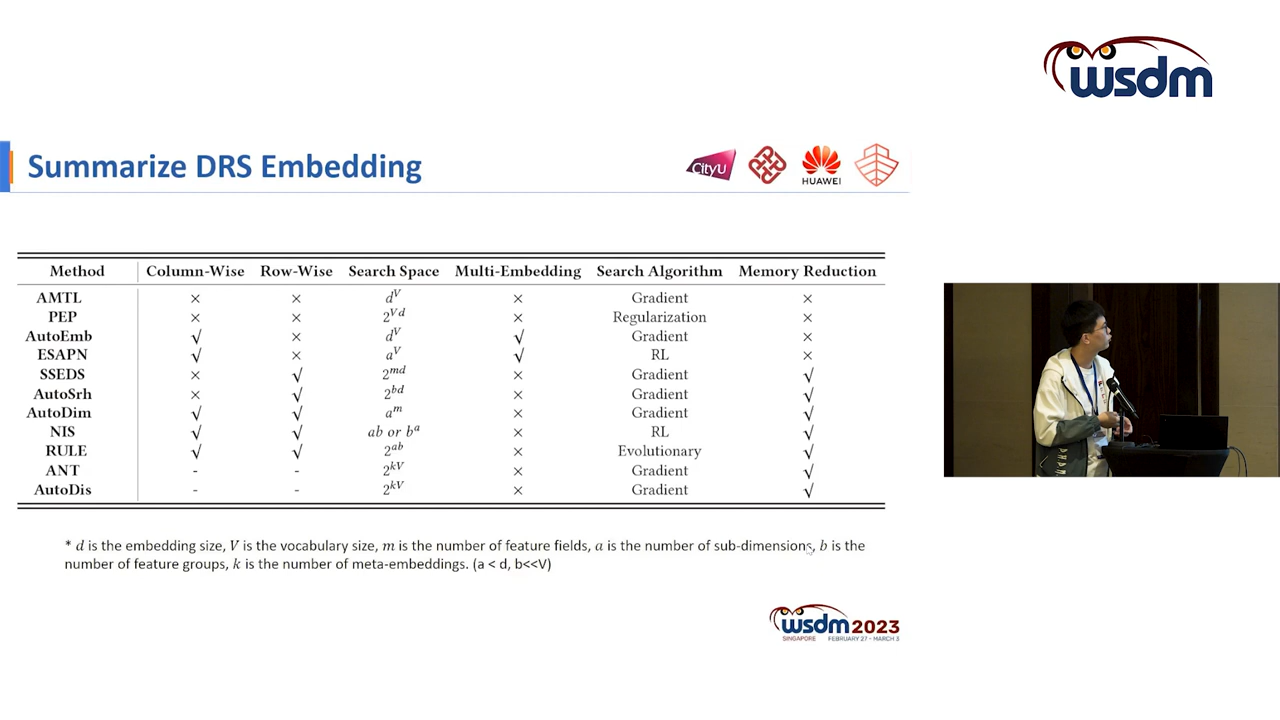 wsdm
Summarize DRS Embedding
CityU
HUAWEI
Method Column-Wise Row-Wise Search Space Multi-Embedding Search Algorithm Memory Reduction
AMTL × × d^V × Gradient ×
PEP × × 2^Vd × Regularization ×
AutoEmb √ × d^V √ Gradient ×
ESAPN √ × a^V √ RL ×
SSEDS × √ 2^md × Gradient √
AutoSrh × √ 2^bd × Gradient √
AutoDim √ √ a^m × Gradient √
NIS √ √ ab or b^a × RL √
RULE √ √ 2^ab × Evolutionary √
ANT - - 2^kV × Gradient √
AutoDis - - 2^kV × Gradient √
* d is the embedding size, V is the vocabulary size, m is the number of feature fields, a is the number of sub-dimensions, b is the
number of feature groups, k is the number of meta-embeddings. (a < d, b<<V)
wsdm 2023
SINGAPORE FEBRUARY 27 - MARCH 3